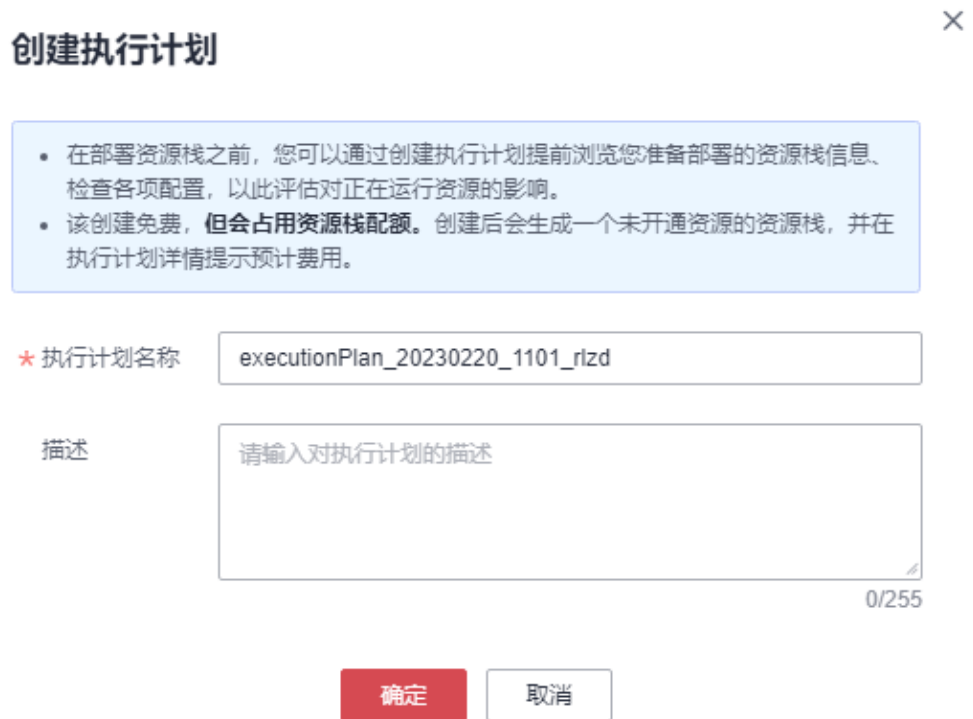 创建执行计划
在部署资源栈之前，您可以通过创建执行计划提前浏览您准备部署的资源栈信息、
检查各项配置，以此评估对正在运行资源的影响。
该创建免费，但会占用资源栈配额。创建后会生成一个未开通资源的资源栈，并在
执行计划详情提示预计费用。
* 执行计划名称 executionPlan_20230220_1101_rlzd
描述 请输入对执行计划的描述
0/255
确定 取消